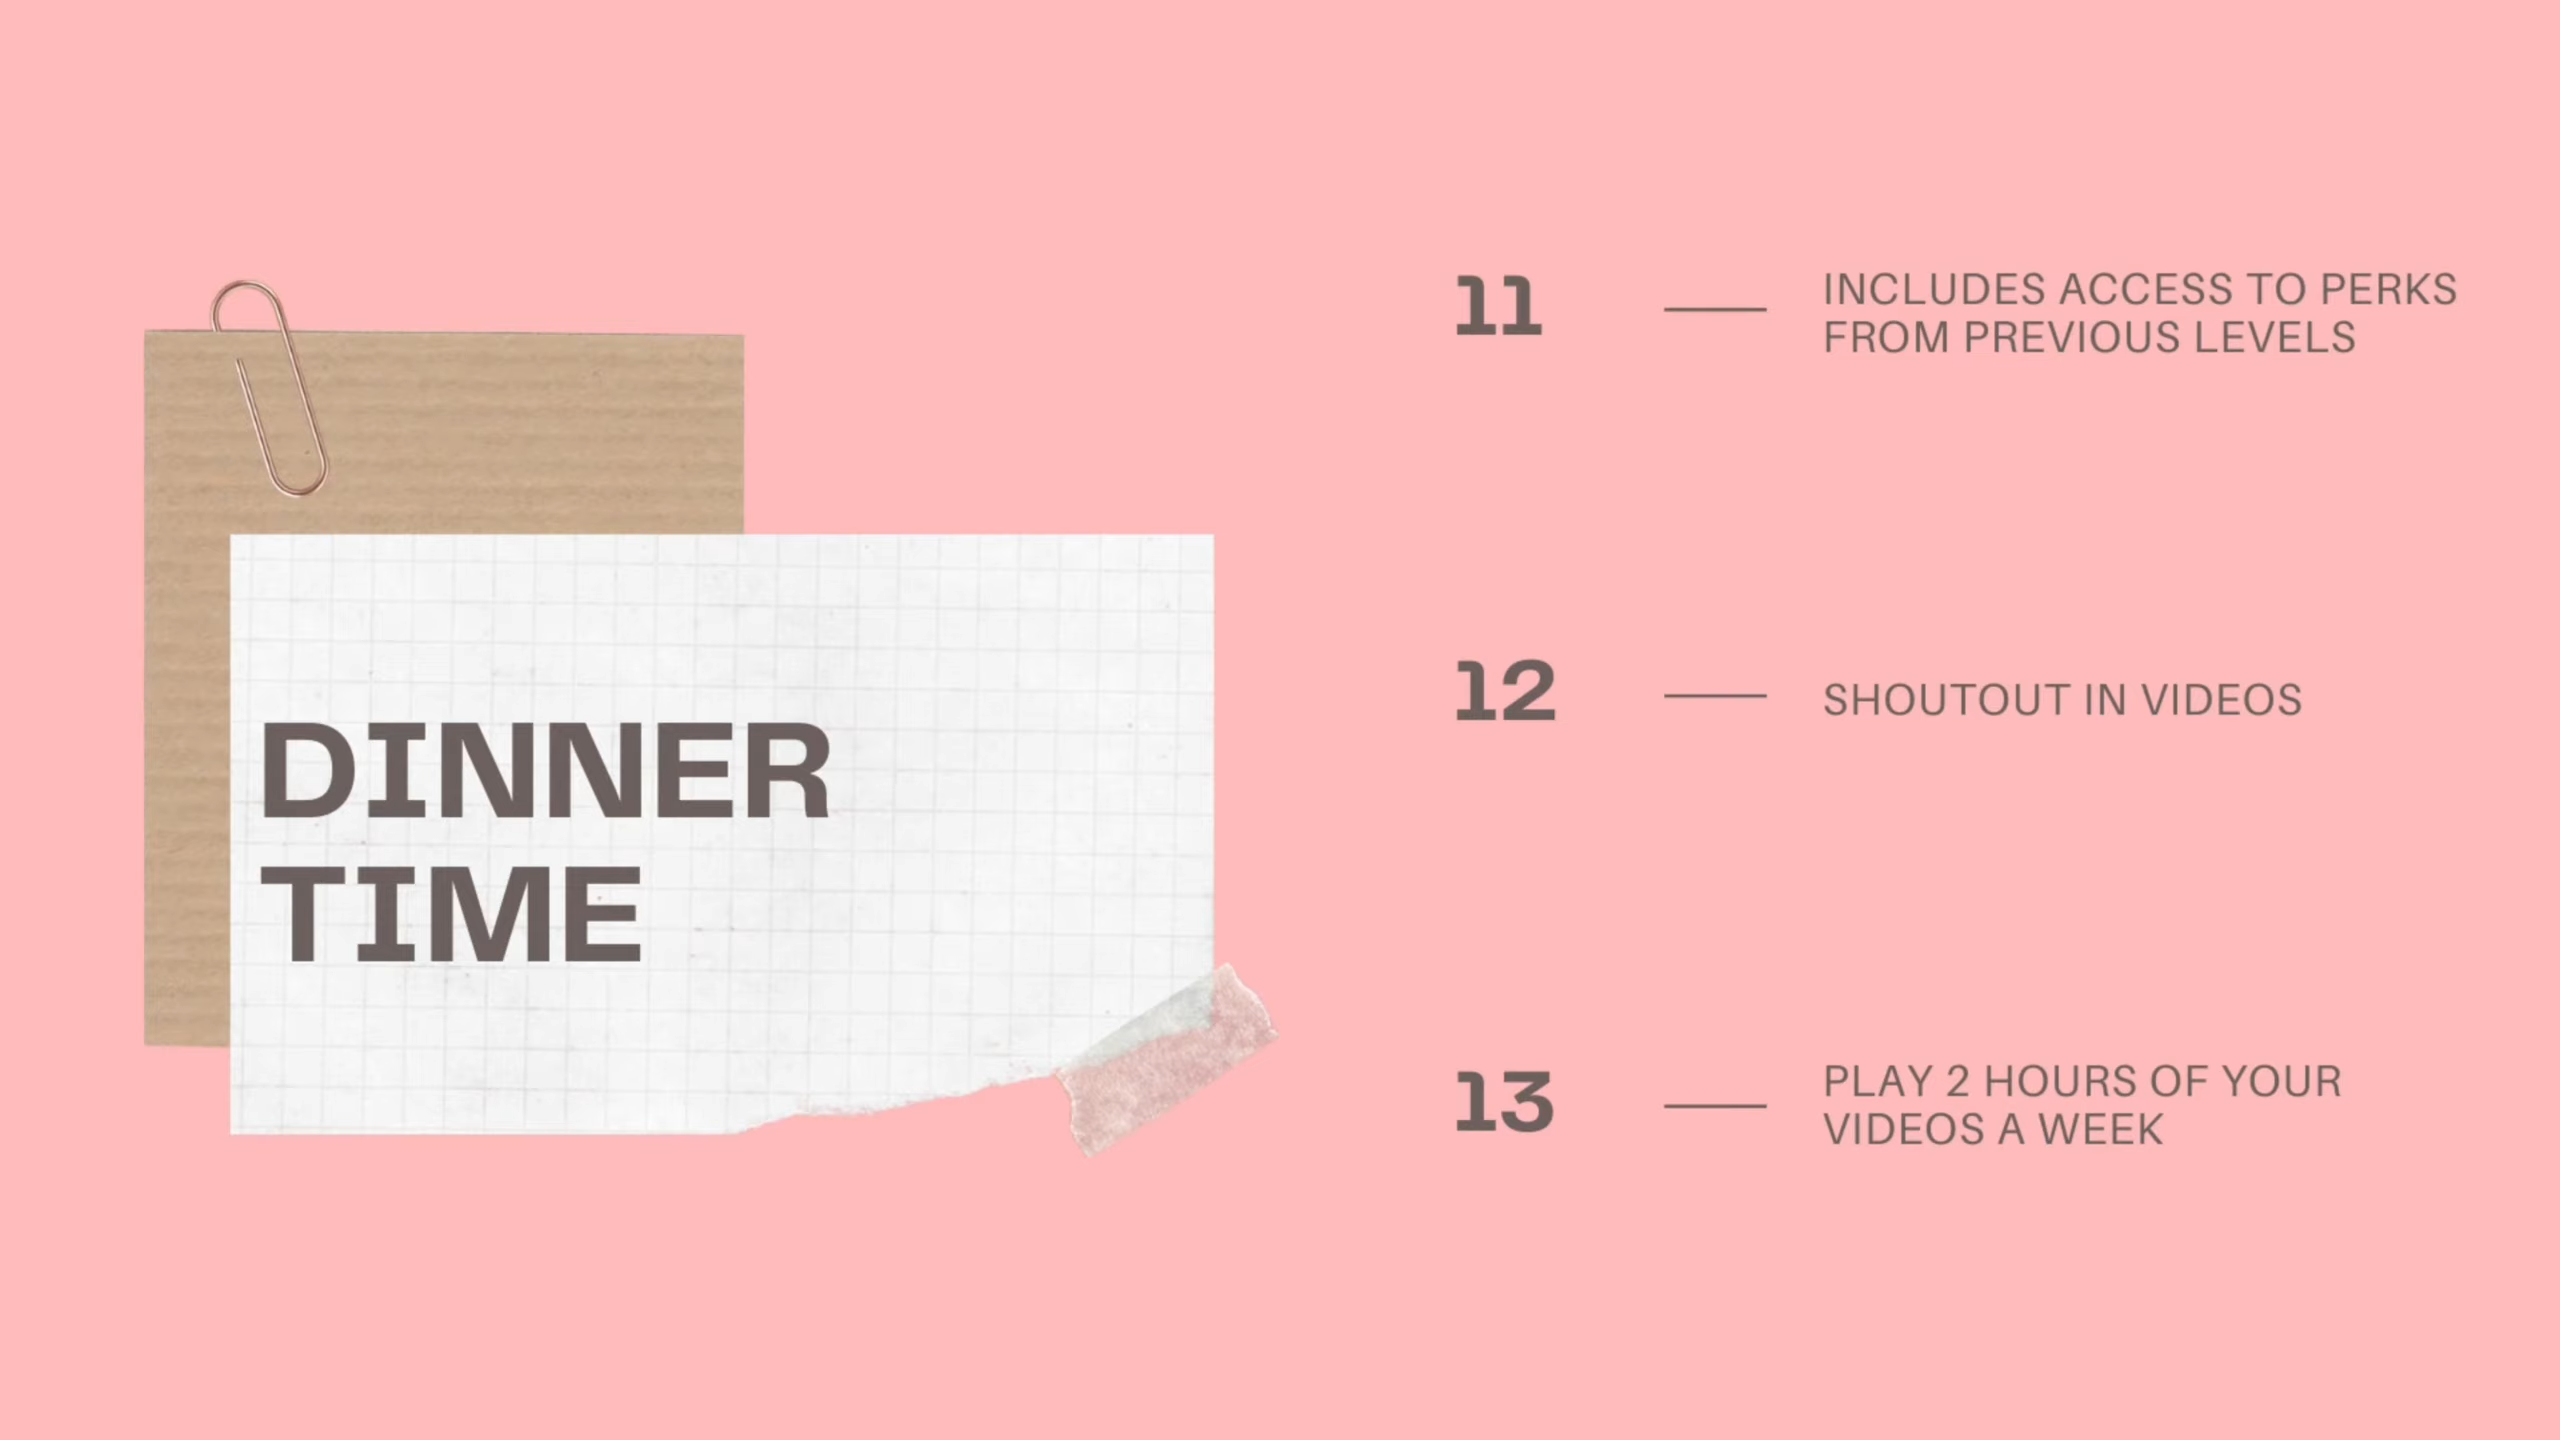 DINNER
TIME
11
INCLUDES ACCESS TO PERKS
FROM PREVIOUS LEVELS
12
SHOUTOUT IN VIDEOS
13
PLAY 2 HOURS OF YOUR
VIDEOS A WEEK